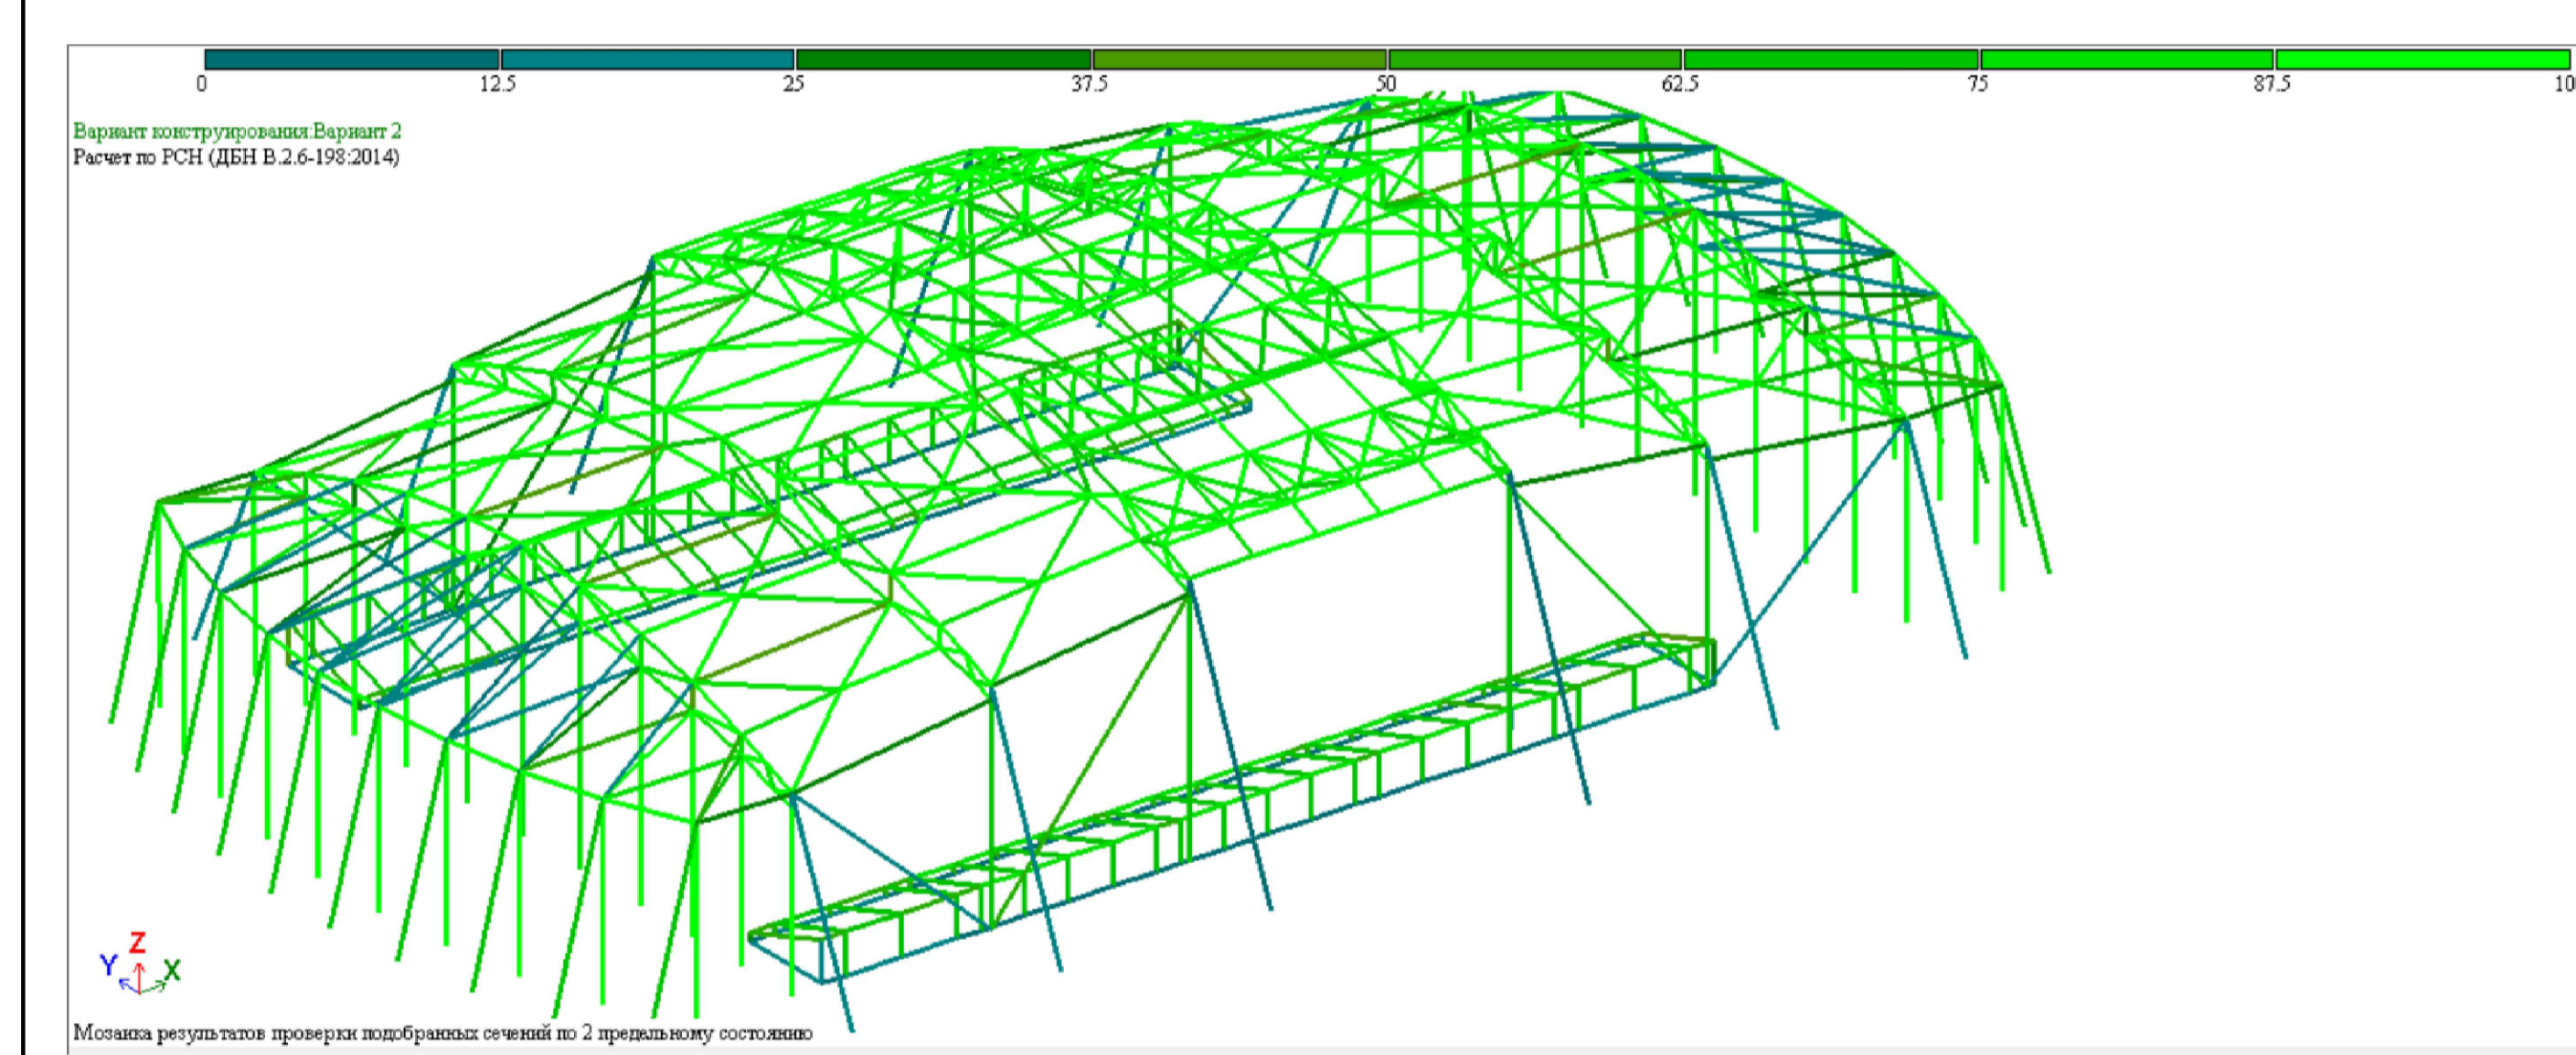 0 12.5 25 37.5 50 62.5 75 87.5 10
Вариант конструирования:Вариант 2
Расчет по РСН (ДБН В.2.6-198:2014)
Z
Y X
Мозаика результатов проверки подобранных сечений по 2 предельному состоянию